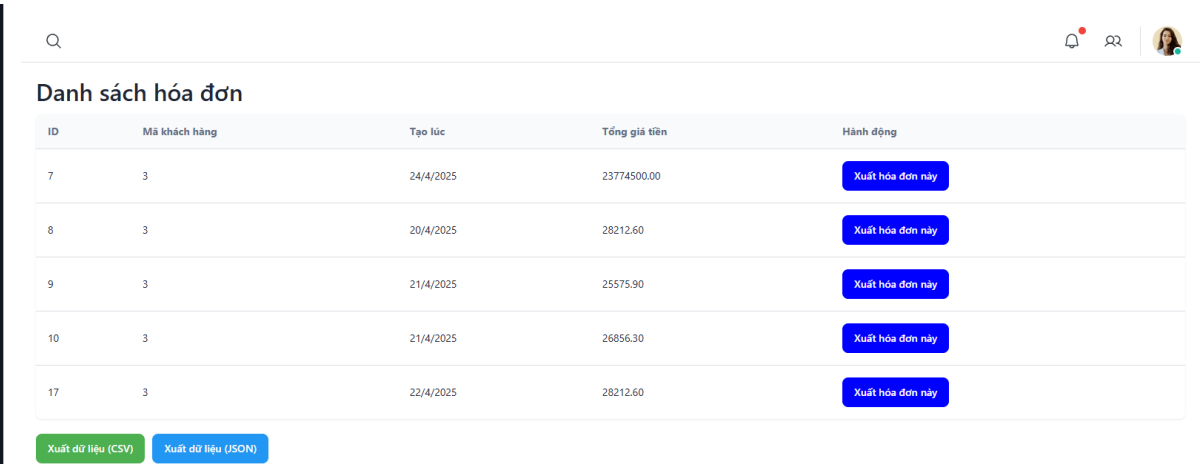 Danh sách hóa đơn
ID Mã khách hàng Tạo lúc Tổng giá tiền Hành động
7 3 24/4/2025 23774500.00 Xuất hóa đơn này
8 3 20/4/2025 28212.60 Xuất hóa đơn này
9 3 21/4/2025 25575.90 Xuất hóa đơn này
10 3 21/4/2025 26856.30 Xuất hóa đơn này
17 3 22/4/2025 28212.60 Xuất hóa đơn này
Xuất dữ liệu (CSV) Xuất dữ liệu (JSON)